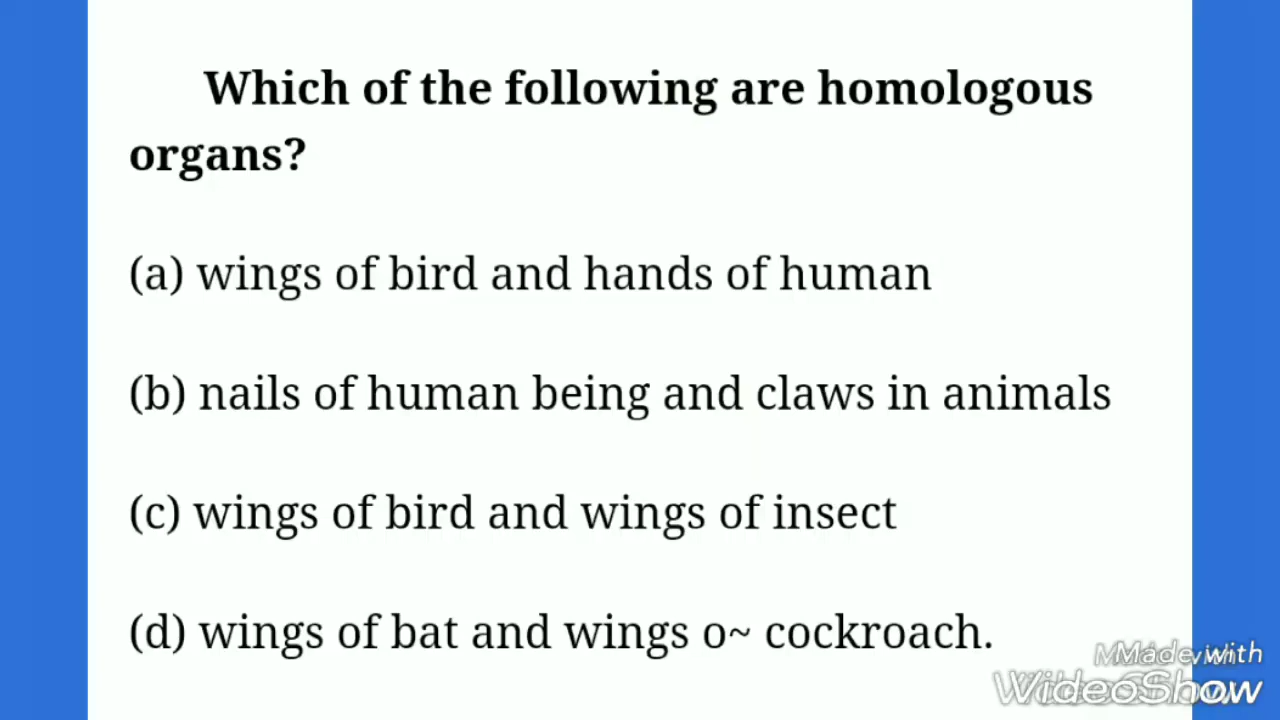 Which of the following are homologous
organs?
(a) wings of bird and hands of human
(b) nails of human being and claws in animals
(c) wings of bird and wings of insect
(d) wings of bat and wings o~ cockroach.
Made with
VideoShow